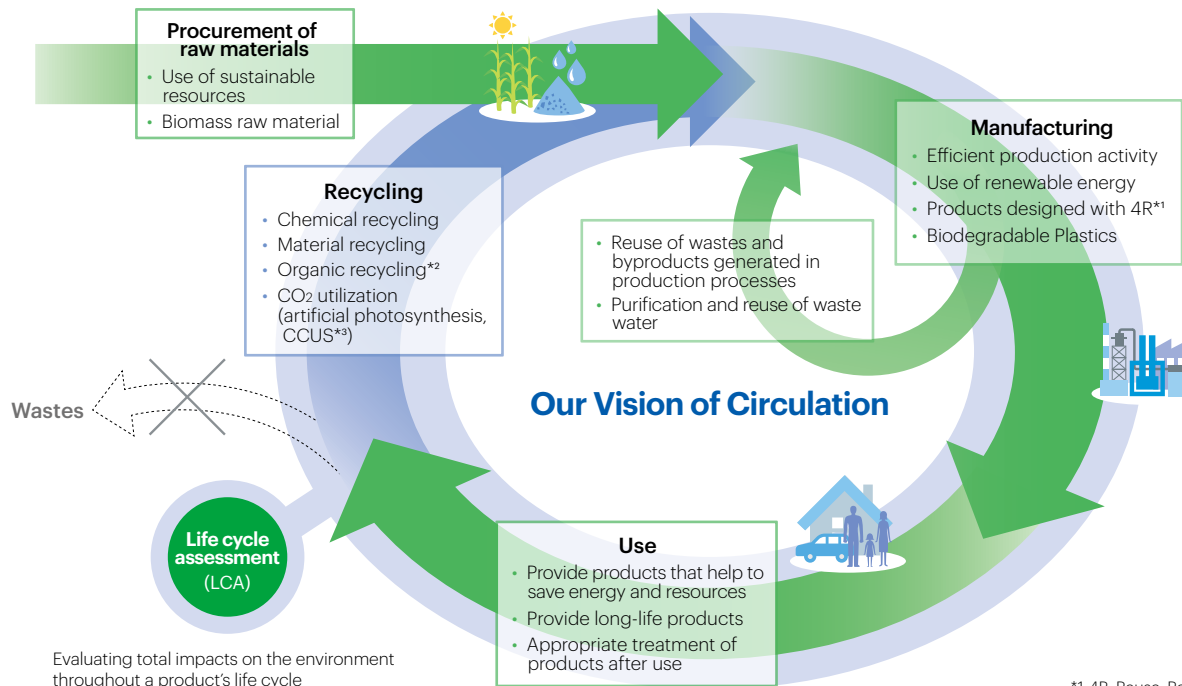 Procurement of
raw materials
• Use of sustainable
resources
• Biomass raw material
Manufacturing
• Efficient production activity
• Use of renewable energy
• Products designed with 4R*1
• Biodegradable Plastics
Recycling
• Chemical recycling
• Material recycling
• Organic recycling*2
• CO2 utilization
(artificial photosynthesis,
CCUS*3)
• Reuse of wastes and
byproducts generated in
production processes
• Purification and reuse of waste
water
Our Vision of Circulation
Wastes
Life cycle
assessment
(LCA)
Use
• Provide products that help to
save energy and resources
• Provide long-life products
• Appropriate treatment of
products after use
Evaluating total impacts on the environment
throughout a product's life cycle